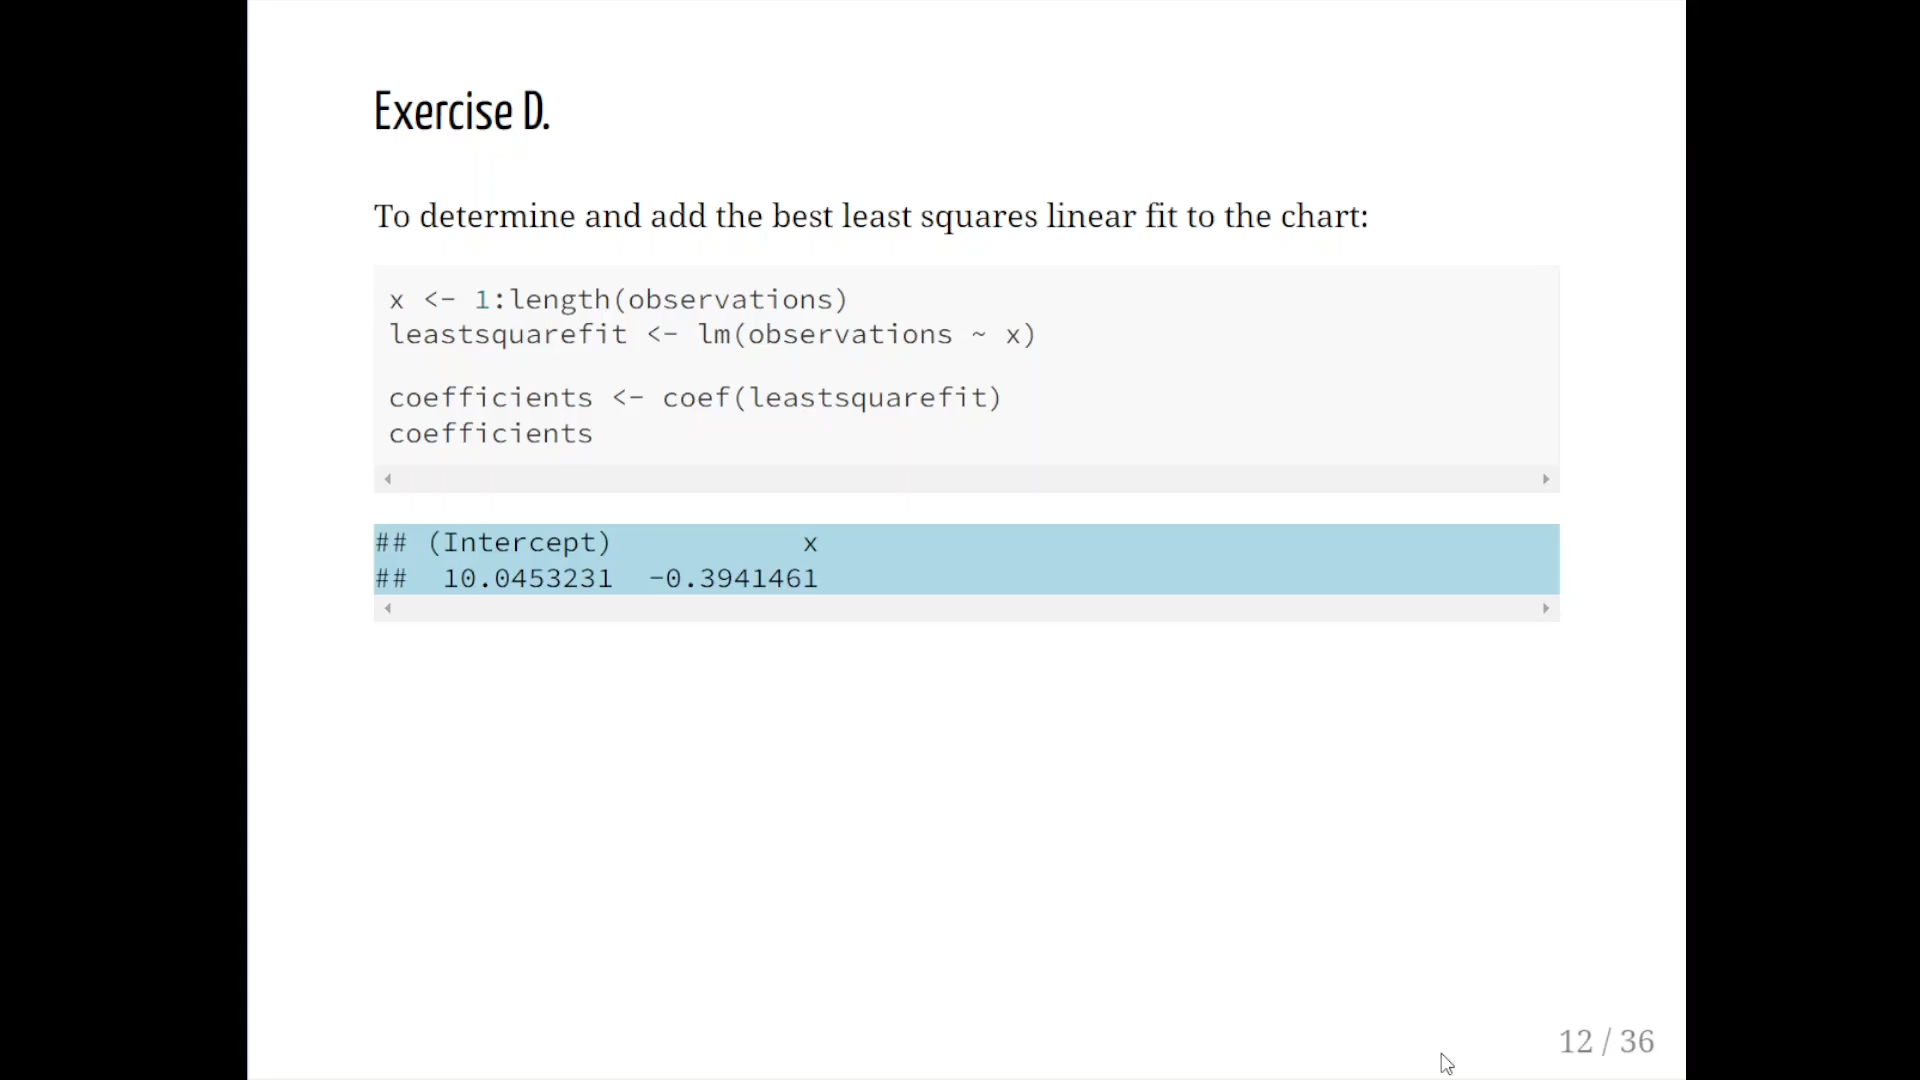 Exercise D.
To determine and add the best least squares linear fit to the chart:
x <- 1:length(observations)
leastsquarefit <- lm(observations ~ x)
coefficients <- coef(leastsquarefit)
coefficients
## (Intercept)           x
##  10.0453231  -0.3941461
12 / 36